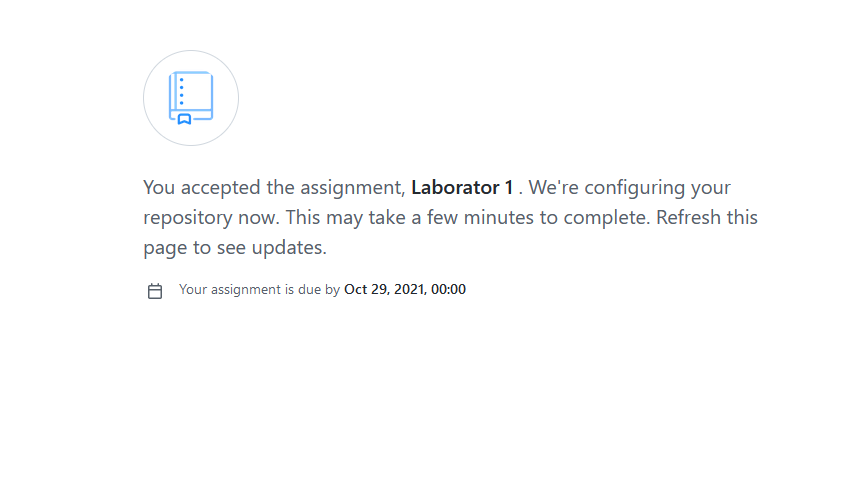 You accepted the assignment, Laborator 1 . We're configuring your
repository now. This may take a few minutes to complete. Refresh this
page to see updates.
Your assignment is due by Oct 29, 2021, 00:00